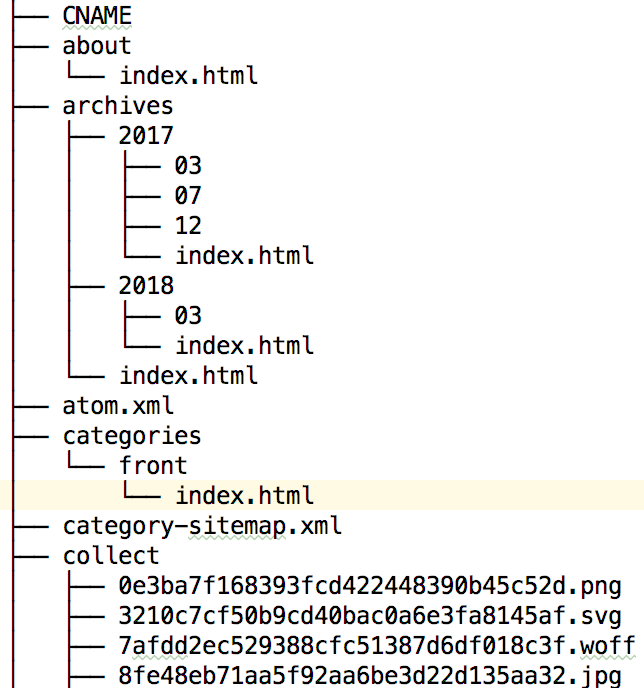 ├── CNAME
├── about
│   └── index.html
├── archives
│   ├── 2017
│   │   ├── 03
│   │   ├── 07
│   │   ├── 12
│   │   └── index.html
│   ├── 2018
│   │   ├── 03
│   │   └── index.html
│   └── index.html
├── atom.xml
├── categories
│   └── front
│       └── index.html
├── category-sitemap.xml
├── collect
│   ├── 0e3ba7f168393fcd422448390b45c52d.png
│   ├── 3210c7cf50b9cd40bac0a6e3fa8145af.svg
│   ├── 7afdd2ec529388cfc51387d6df018c3f.woff
│   ├── 8fe48eb71aa5f92aa6be3d22d135aa32.jpg